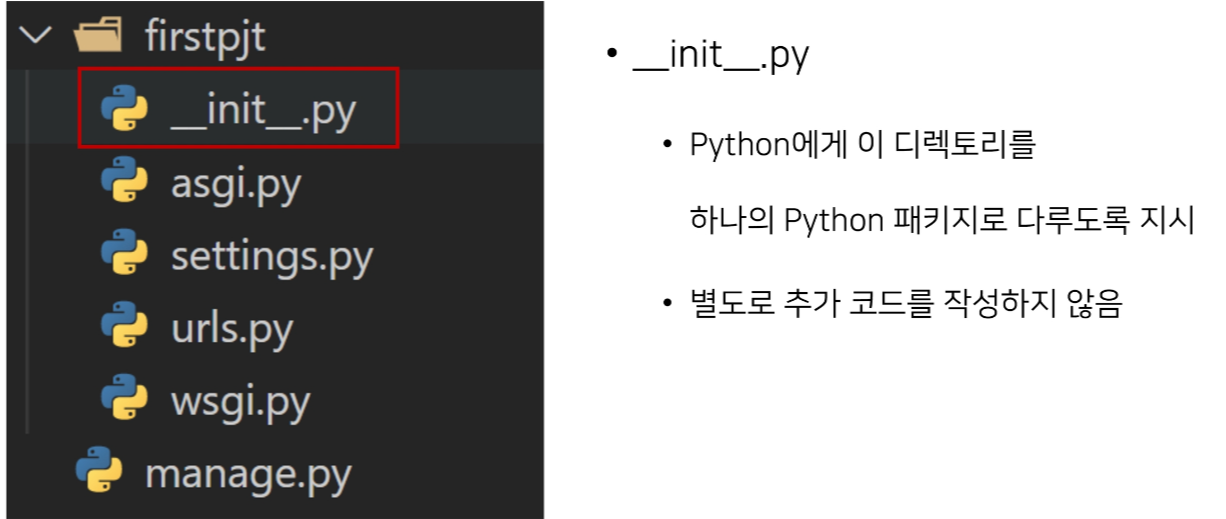 firstpjt
__init__.py
asgi.py
settings.py
urls.py
wsgi.py
manage.py
• __init__.py
• Python에게 이 디렉토리를
하나의 Python 패키지로 다루도록 지시
• 별도로 추가 코드를 작성하지 않음